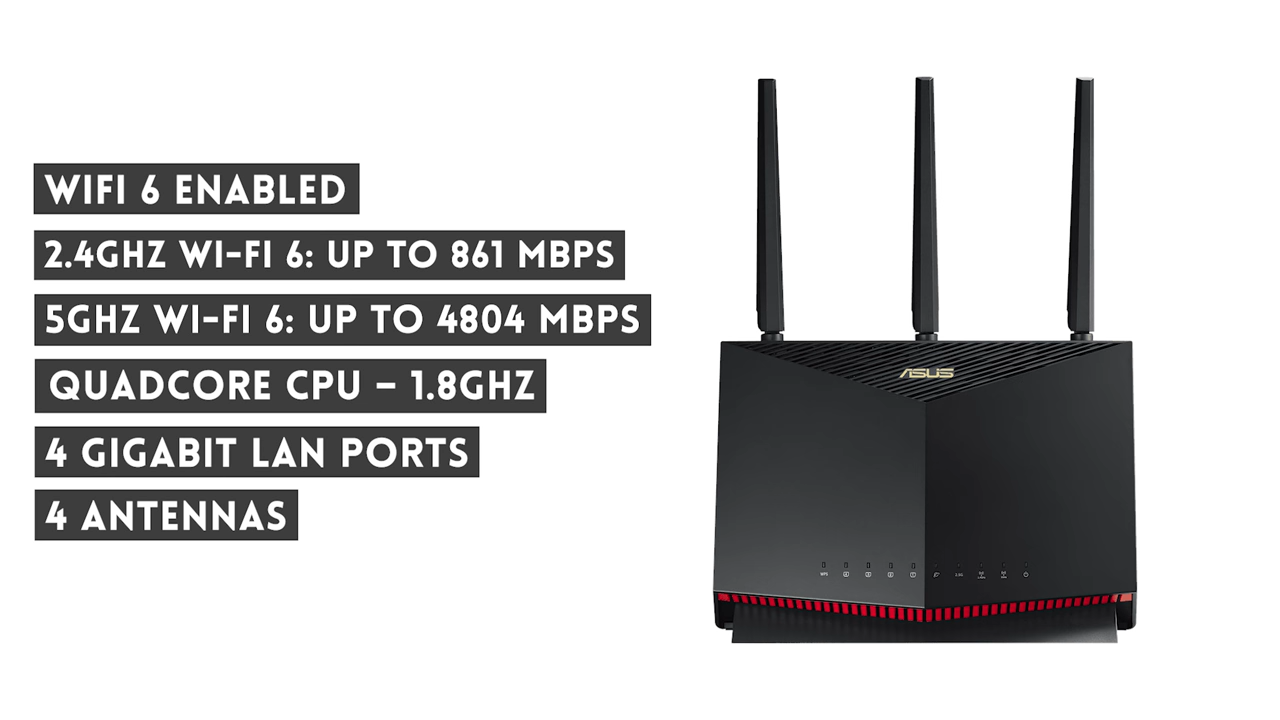 WIFI 6 ENABLED
2.4GHZ WI-FI 6: UP TO 861 MBPS
5GHZ WI-FI 6: UP TO 4804 MBPS
QUADCORE CPU – 1.8GHZ
4 GIGABIT LAN PORTS
4 ANTENNAS
ASUS
WPS